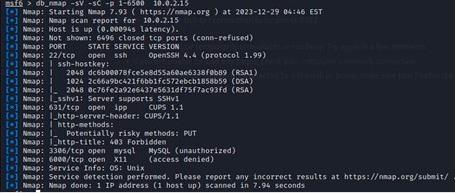 msf6 > db_nmap -sV -sC -p 1-6500  10.0.2.15
[*] Nmap: Starting Nmap 7.93 ( https://nmap.org ) at 2023-12-29 04:46 EST
[*] Nmap: Nmap scan report for  10.0.2.15
[*] Nmap: Host is up (0.00094s latency).
[*] Nmap: Not shown: 6496 closed tcp ports (conn-refused)
[*] Nmap: PORT     STATE SERVICE VERSION
[*] Nmap: 22/tcp   open  ssh     OpenSSH 4.4 (protocol 1.99)
[*] Nmap: | ssh-hostkey:
[*] Nmap: |   2048 dc6b00078fce5e8d55a60ae6338f0b89 (RSA1)
[*] Nmap: |   1024 2c66a9bc421f6bb1fc572ebcb1858b59 (DSA)
[*] Nmap: |_  2048 0c76fe2a92e6437e5631df75f7ac93fd (RSA)
[*] Nmap: |_sshv1: Server supports SSHv1
[*] Nmap: 631/tcp  open  ipp     CUPS 1.1
[*] Nmap: |_http-server-header: CUPS/1.1
[*] Nmap: | http-methods:
[*] Nmap: |_  Potentially risky methods: PUT
[*] Nmap: |_http-title: 403 Forbidden
[*] Nmap: 3306/tcp open  mysql   MySQL (unauthorized)
[*] Nmap: 6000/tcp open  X11     (access denied)
[*] Nmap: Service Info: OS: Unix
[*] Nmap: Service detection performed. Please report any incorrect results at https://nmap.org/submit/ .
[*] Nmap: Nmap done: 1 IP address (1 host up) scanned in 7.94 seconds